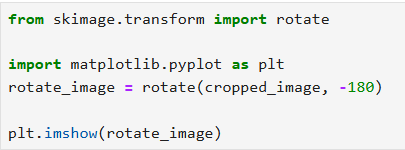 from skimage.transform import rotate
import matplotlib.pyplot as plt
rotate_image = rotate(cropped_image, -180)
plt.imshow(rotate_image)